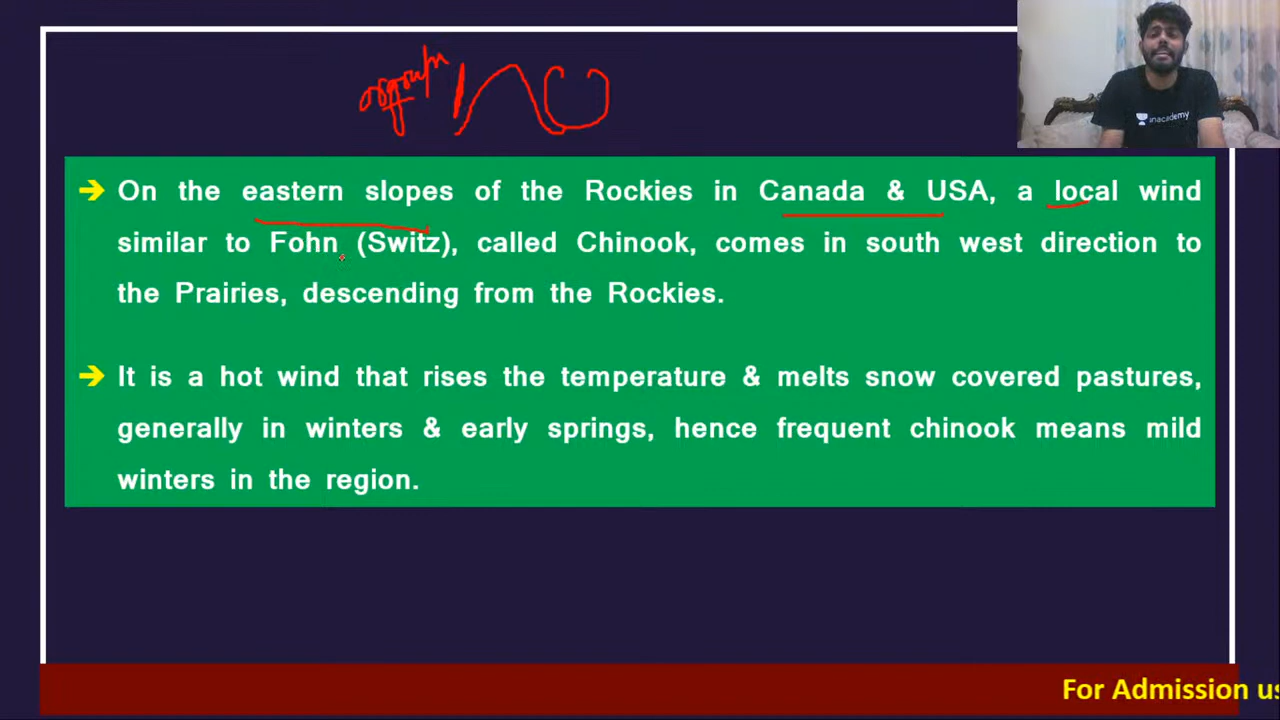 unacademy
→ On the eastern slopes of the Rockies in Canada & USA, a local wind
similar to Fohn (Switz), called Chinook, comes in south west direction to
the Prairies, descending from the Rockies.
→ It is a hot wind that rises the temperature & melts snow covered pastures,
generally in winters & early springs, hence frequent chinook means mild
winters in the region.
For Admission us